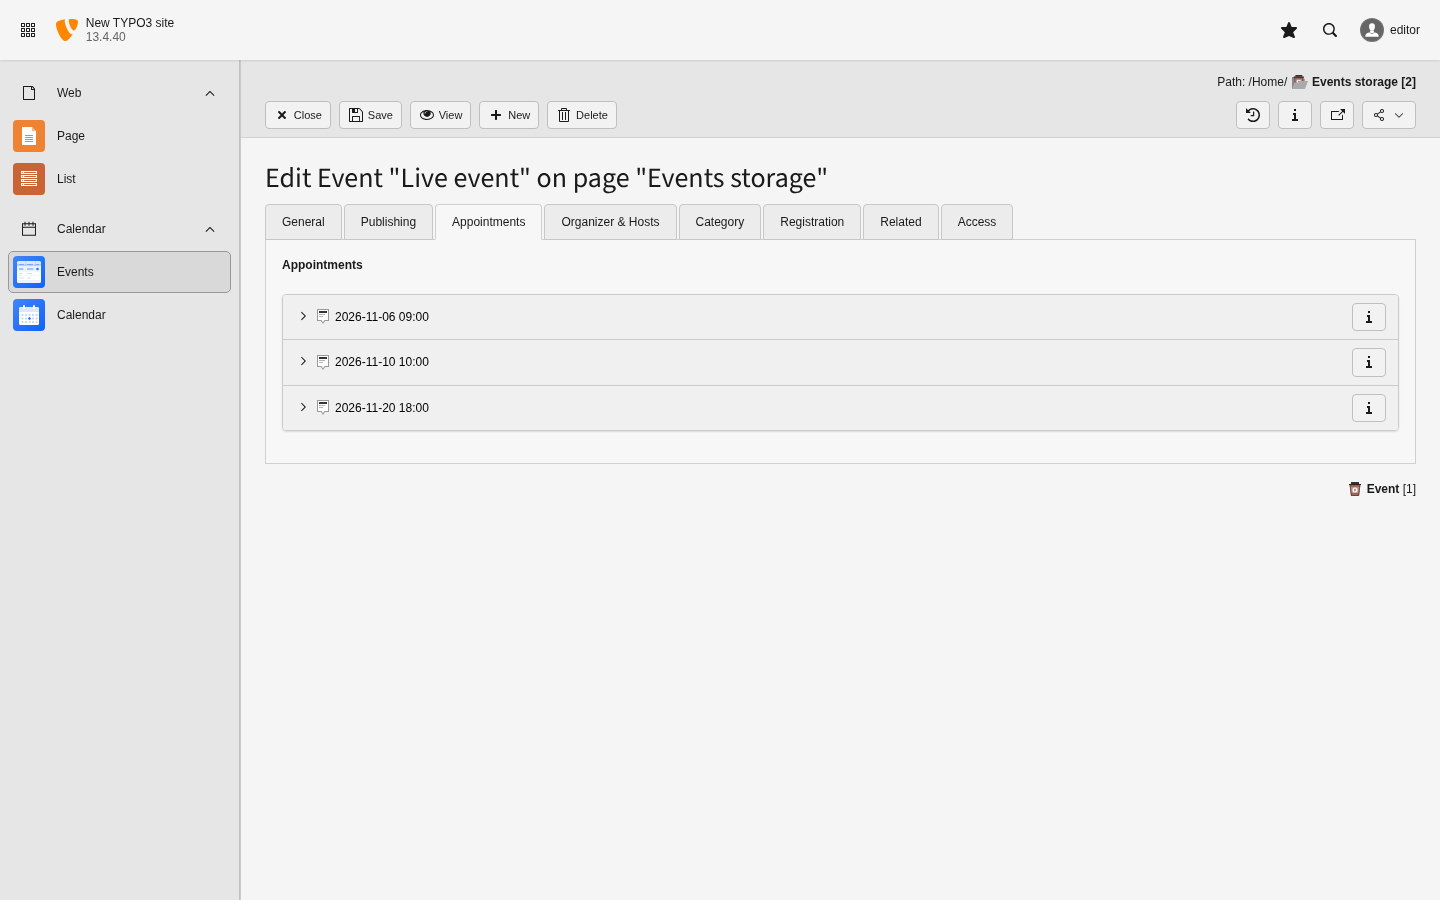 New TYPO3 site
13.4.40
editor
Web
Page
List
Calendar
Events
Calendar
Path: /Home/ Events storage [2]
Close
Save
View
New
Delete
Edit Event "Live event" on page "Events storage"
General
Publishing
Appointments
Organizer & Hosts
Category
Registration
Related
Access
Appointments
2026-11-06 09:00
2026-11-10 10:00
2026-11-20 18:00
Event [1]